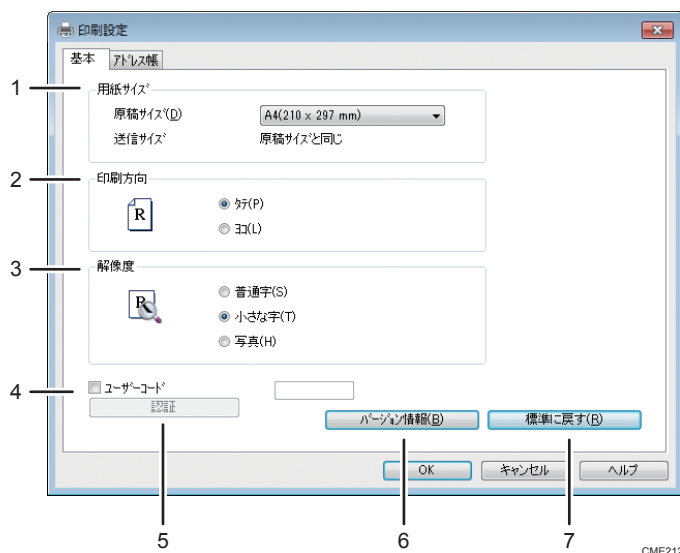 印刷設定
基本 アドレス帳
1 用紙サイズ
原稿サイズ(D) A4(210 x 297 mm)
送信サイズ 原稿サイズと同じ
2 印刷方向
R タテ(P)
ヨコ(L)
3 解像度
普通字(S)
R 小さな字(T)
写真(H)
4 ユーザーコード
認証
バージョン情報(B) 標準に戻す(R)
OK キャンセル ヘルプ
5 6 7